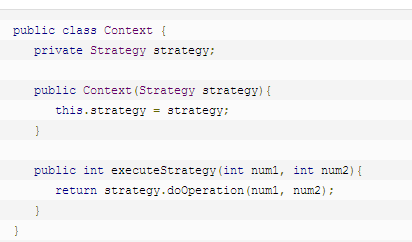 public class Context {
private Strategy strategy;
public Context(Strategy strategy){
this.strategy = strategy;
}
public int executeStrategy(int num1, int num2){
return strategy.doOperation(num1, num2);
}
}